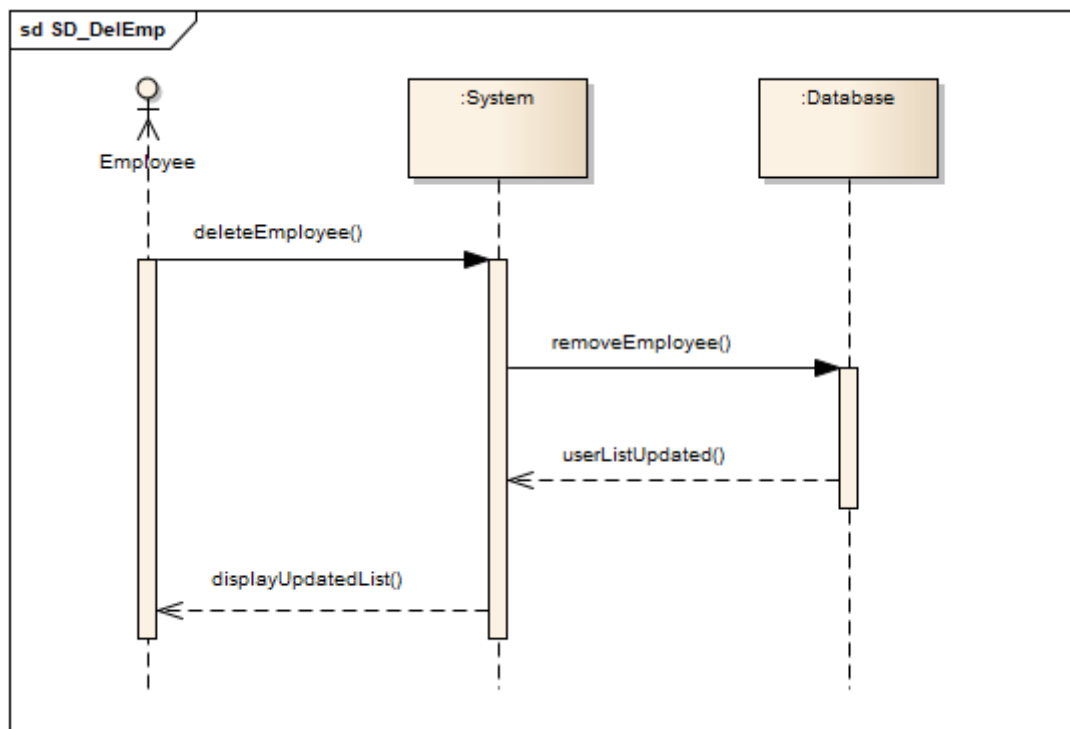 sd SD_DelEmp
:System
:Database
Employee
deleteEmployee()
removeEmployee()
userListUpdated()
displayUpdatedList()